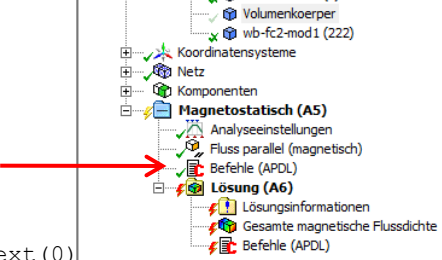 Volumenkoerper
wb-fc2-mod1 (222)
Koordinatensysteme
Netz
Komponenten
Magnetostatisch (A5)
Analyseeinstellungen
Fluss parallel (magnetisch)
Befehle (APDL)
Lösung (A6)
Lösungsinformationen
Gesamte magnetische Flussdichte
ext(0)
Befehle (APDL)